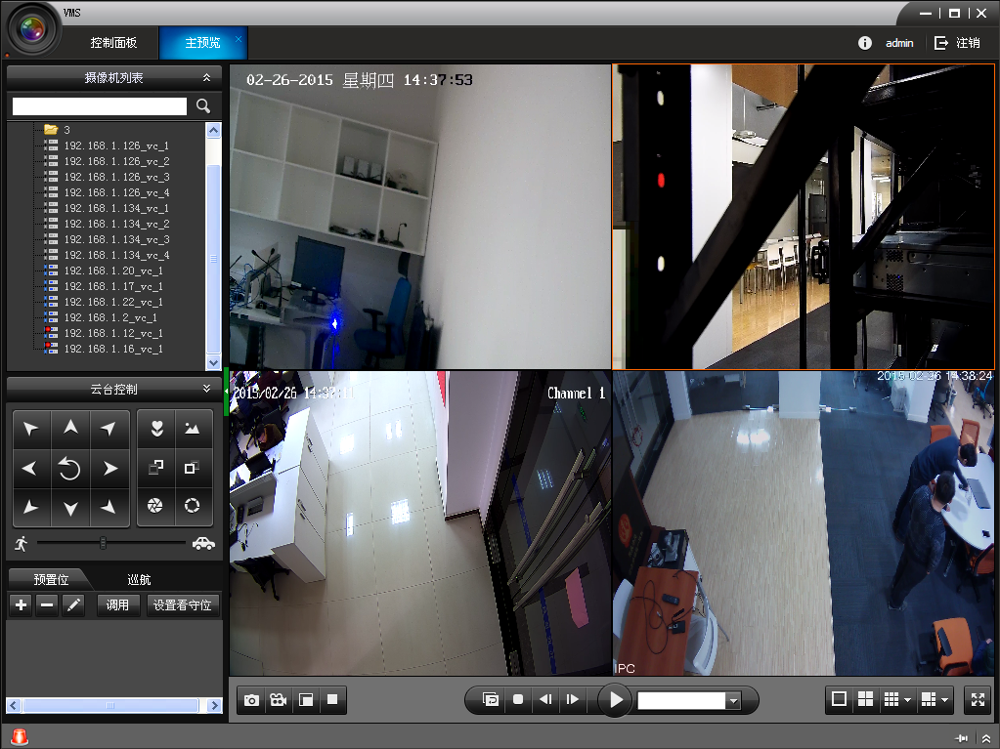 VMS
控制面板
主预览
admin
注销
摄像机列表
3
192.168.1.126_vc_1
192.168.1.126_vc_2
192.168.1.126_vc_3
192.168.1.126_vc_4
192.168.1.134_vc_1
192.168.1.134_vc_2
192.168.1.134_vc_3
192.168.1.134_vc_4
192.168.1.20_vc_1
192.168.1.17_vc_1
192.168.1.22_vc_1
192.168.1.2_vc_1
192.168.1.12_vc_1
192.168.1.16_vc_1
云台控制
预置位
巡航
调用
设置看守位
02-26-2015 星期四 14:37:53
2015/02/26 14:37:11
Channel 1
2015-02-26 14:38:24
IPC